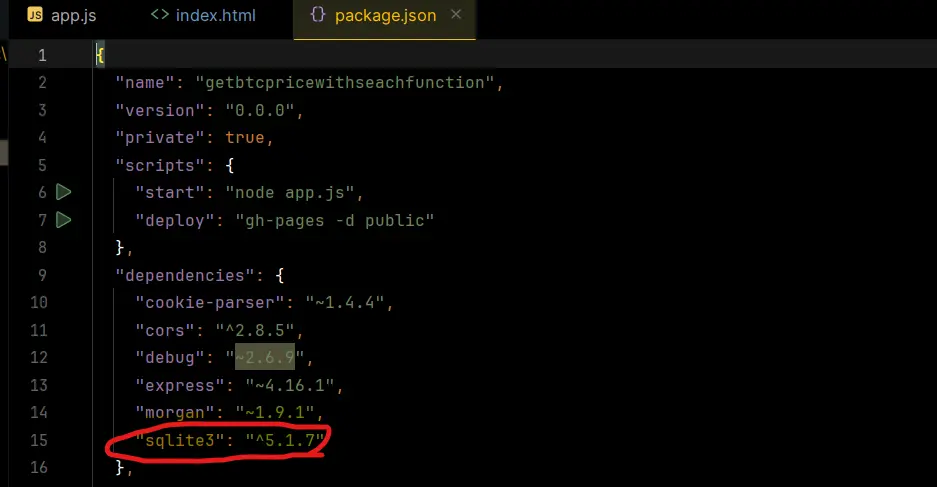 JS app.js <> index.html {} package.json ×
\
1 {
2 "name": "getbtcpricewithseachfunction",
3 "version": "0.0.0",
4 "private": true,
5 "scripts": {
6 "start": "node app.js",
7 "deploy": "gh-pages -d public"
8 },
9 "dependencies": {
10 "cookie-parser": "~1.4.4",
11 "cors": "^2.8.5",
12 "debug": "~2.6.9",
13 "express": "~4.16.1",
14 "morgan": "~1.9.1",
15 "sqlite3": "^5.1.7"
16 },